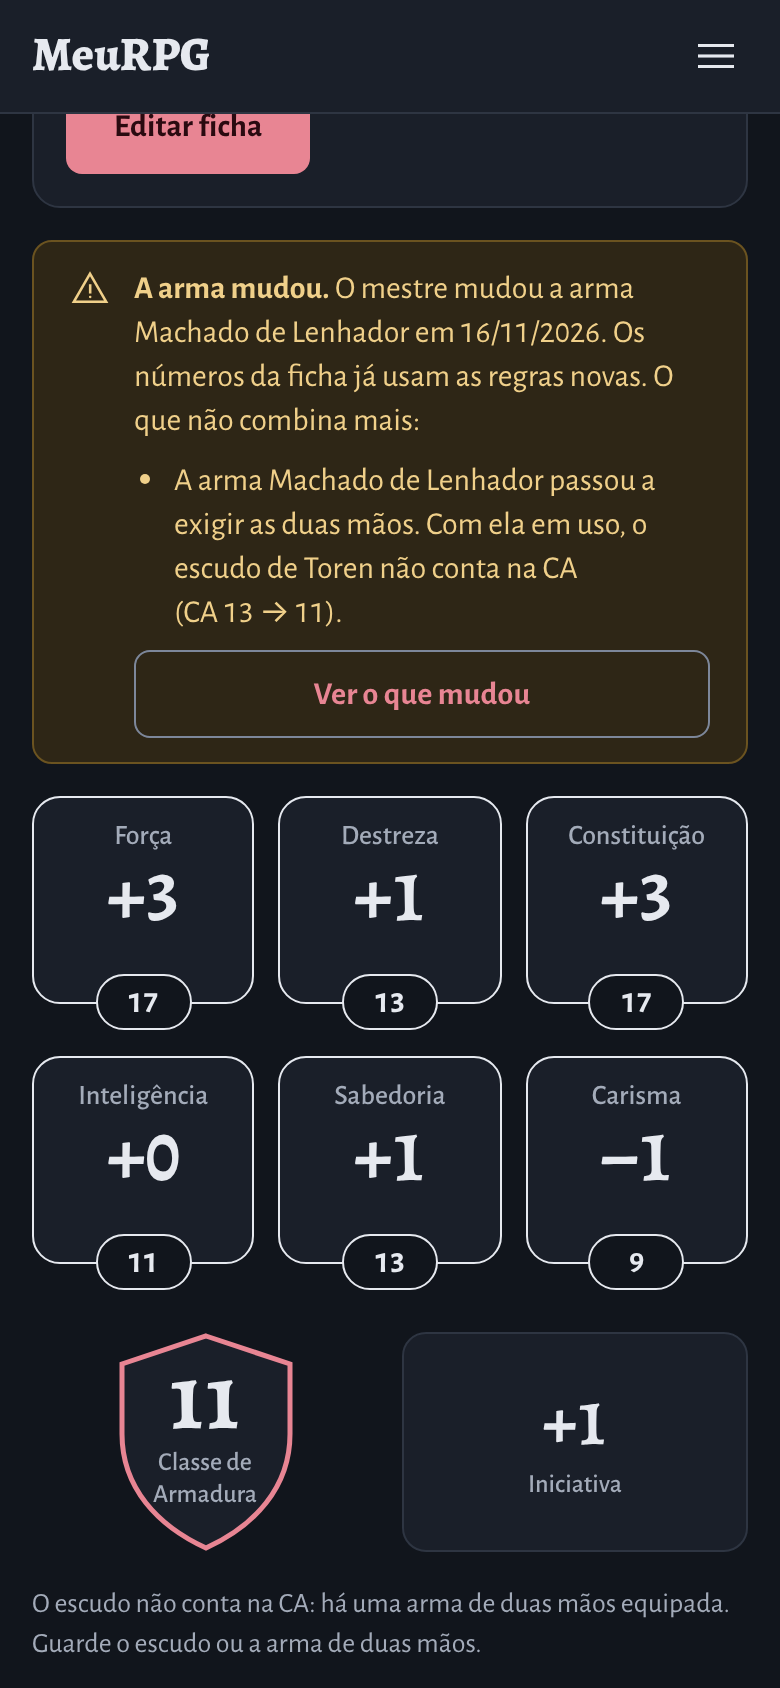 MeuRPG
Editar ficha
A arma mudou. O mestre mudou a arma
Machado de Lenhador em 16/11/2026. Os
números da ficha já usam as regras novas. O
que não combina mais:
• A arma Machado de Lenhador passou a
exigir as duas mãos. Com ela em uso, o
escudo de Toren não conta na CA
(CA 13 → 11).
Ver o que mudou
Força
Destreza
Constituição
+3
+1
+3
17
13
17
Inteligência
Sabedoria
Carisma
+0
+1
−1
11
13
9
11
Classe de
Armadura
+1
Iniciativa
O escudo não conta na CA: há uma arma de duas mãos equipada.
Guarde o escudo ou a arma de duas mãos.